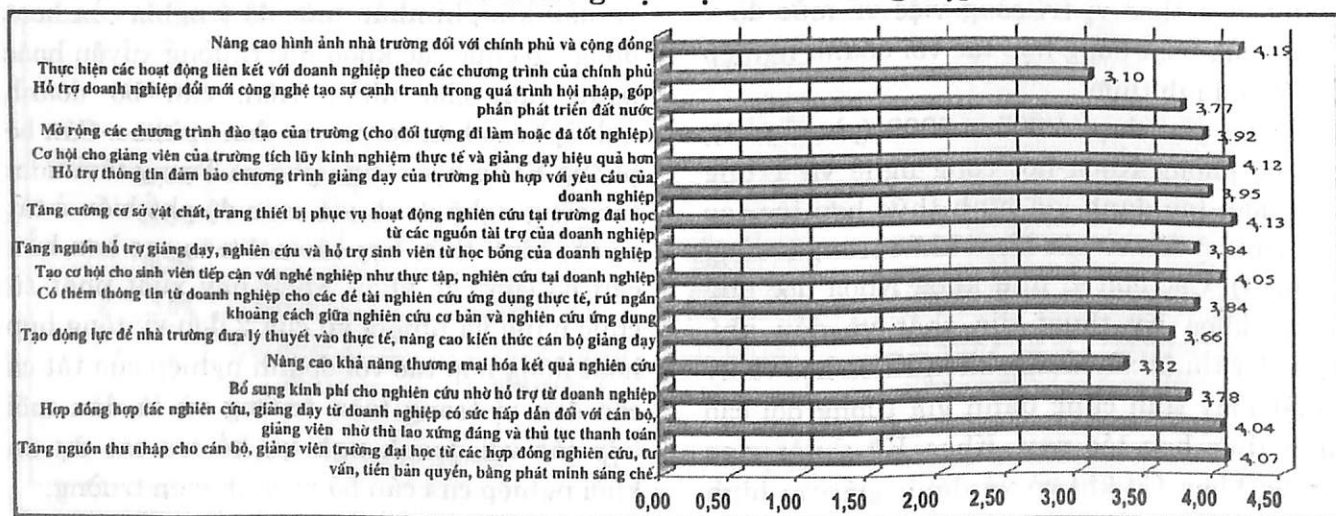 Nâng cao hình ảnh nhà trường đối với chính phủ và cộng đồng
4,19
Thực hiện các hoạt động liên kết với doanh nghiệp theo các chương trình của chính phủ
3,10
Hỗ trợ doanh nghiệp đổi mới công nghệ tạo sự cạnh tranh trong quá trình hội nhập, góp
phần phát triển đất nước
3,77
Mở rộng các chương trình đào tạo của trường (cho đối tượng đi làm hoặc đã tốt nghiệp)
3,92
Cơ hội cho giảng viên của trường tích lũy kinh nghiệm thực tế và giảng dạy hiệu quả hơn
4,12
Hỗ trợ thông tin đảm bảo chương trình giảng dạy của trường phù hợp với yêu cầu của
doanh nghiệp
3,95
Tăng cường cơ sở vật chất, trang thiết bị phục vụ hoạt động nghiên cứu tại trường đại học
từ các nguồn tài trợ của doanh nghiệp
4,13
Tăng nguồn hỗ trợ giảng dạy, nghiên cứu và hỗ trợ sinh viên từ học bổng của doanh nghiệp
3,84
Tạo cơ hội cho sinh viên tiếp cận với nghề nghiệp như thực tập, nghiên cứu tại doanh nghiệp
4,05
Có thêm thông tin từ doanh nghiệp cho các đề tài nghiên cứu ứng dụng thực tế, rút ngắn
khoảng cách giữa nghiên cứu cơ bản và nghiên cứu ứng dụng
3,84
Tạo động lực để nhà trường đưa lý thuyết vào thực tế, nâng cao kiến thức cán bộ giảng dạy
3,66
Nâng cao khả năng thương mại hóa kết quả nghiên cứu
3,32
Bổ sung kinh phí cho nghiên cứu nhờ hỗ trợ từ doanh nghiệp
3,78
Hợp đồng hợp tác nghiên cứu, giảng dạy từ doanh nghiệp có sức hấp dẫn đối với cán bộ,
giảng viên nhờ thù lao xứng đáng và thủ tục thanh toán
4,04
Tăng nguồn thu nhập cho cán bộ, giảng viên trường đại học từ các hợp đồng nghiên cứu, tư
vấn, tiền bản quyền, bằng phát minh sáng chế
4,07
0,00 0,50 1,00 1,50 2,00 2,50 3,00 3,50 4,00 4,50